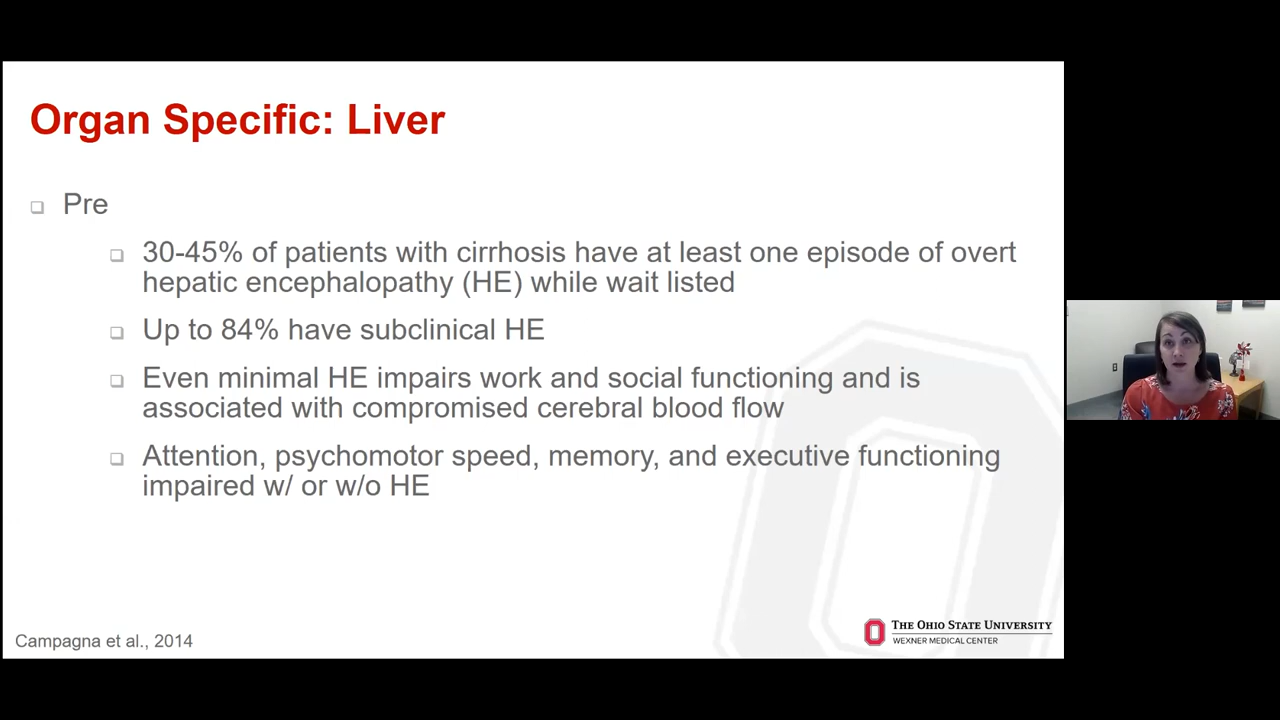 Organ Specific: Liver
Pre
30-45% of patients with cirrhosis have at least one episode of overt
hepatic encephalopathy (HE) while wait listed
Up to 84% have subclinical HE
Even minimal HE impairs work and social functioning and is
associated with compromised cerebral blood flow
Attention, psychomotor speed, memory, and executive functioning
impaired w/ or w/o HE
Campagna et al., 2014
THE OHIO STATE UNIVERSITY
WEXNER MEDICAL CENTER